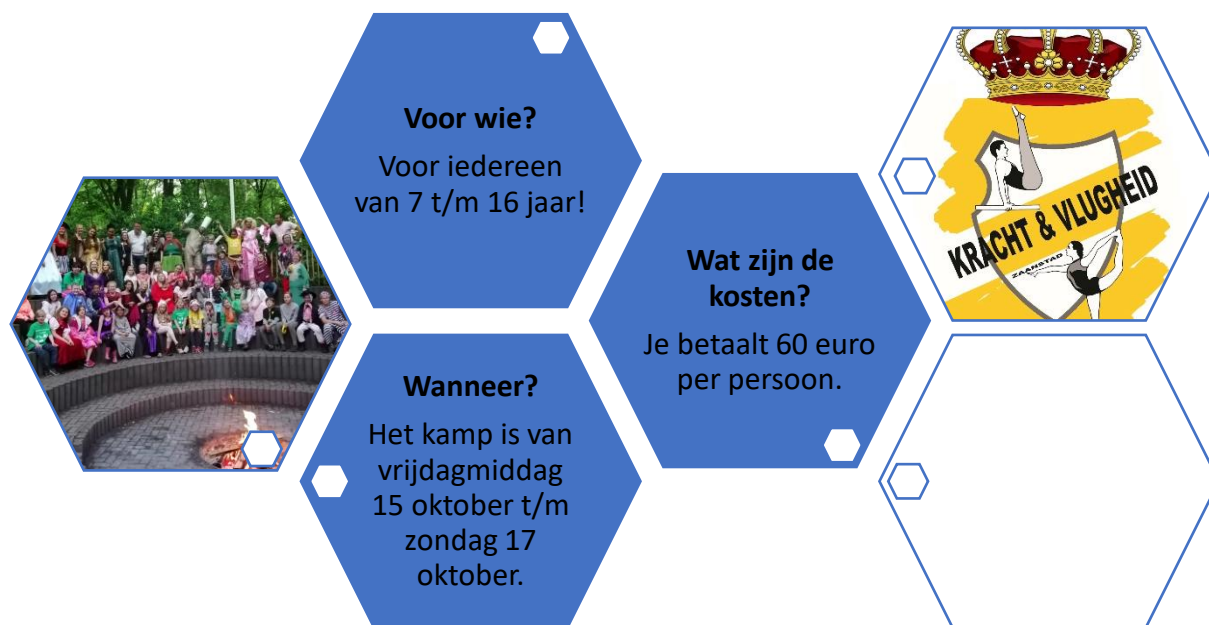 Voor wie?
Voor iedereen
van 7 t/m 16 jaar!
Wanneer?
Het kamp is van
vrijdagmiddag
15 oktober t/m
zondag 17
oktober.
Wat zijn de
kosten?
Je betaalt 60 euro
per persoon.
KRACHT & VLUGHEID
ZAANSTAD